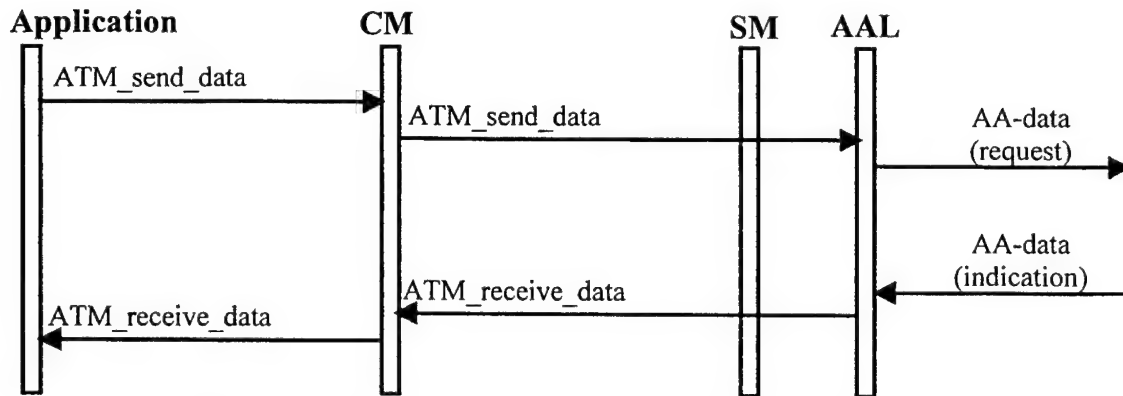 Application
CM
SM
AAL
ATM_send_data
ATM_send_data
AA-data
(request)
AA-data
(indication)
ATM_receive_data
ATM_receive_data